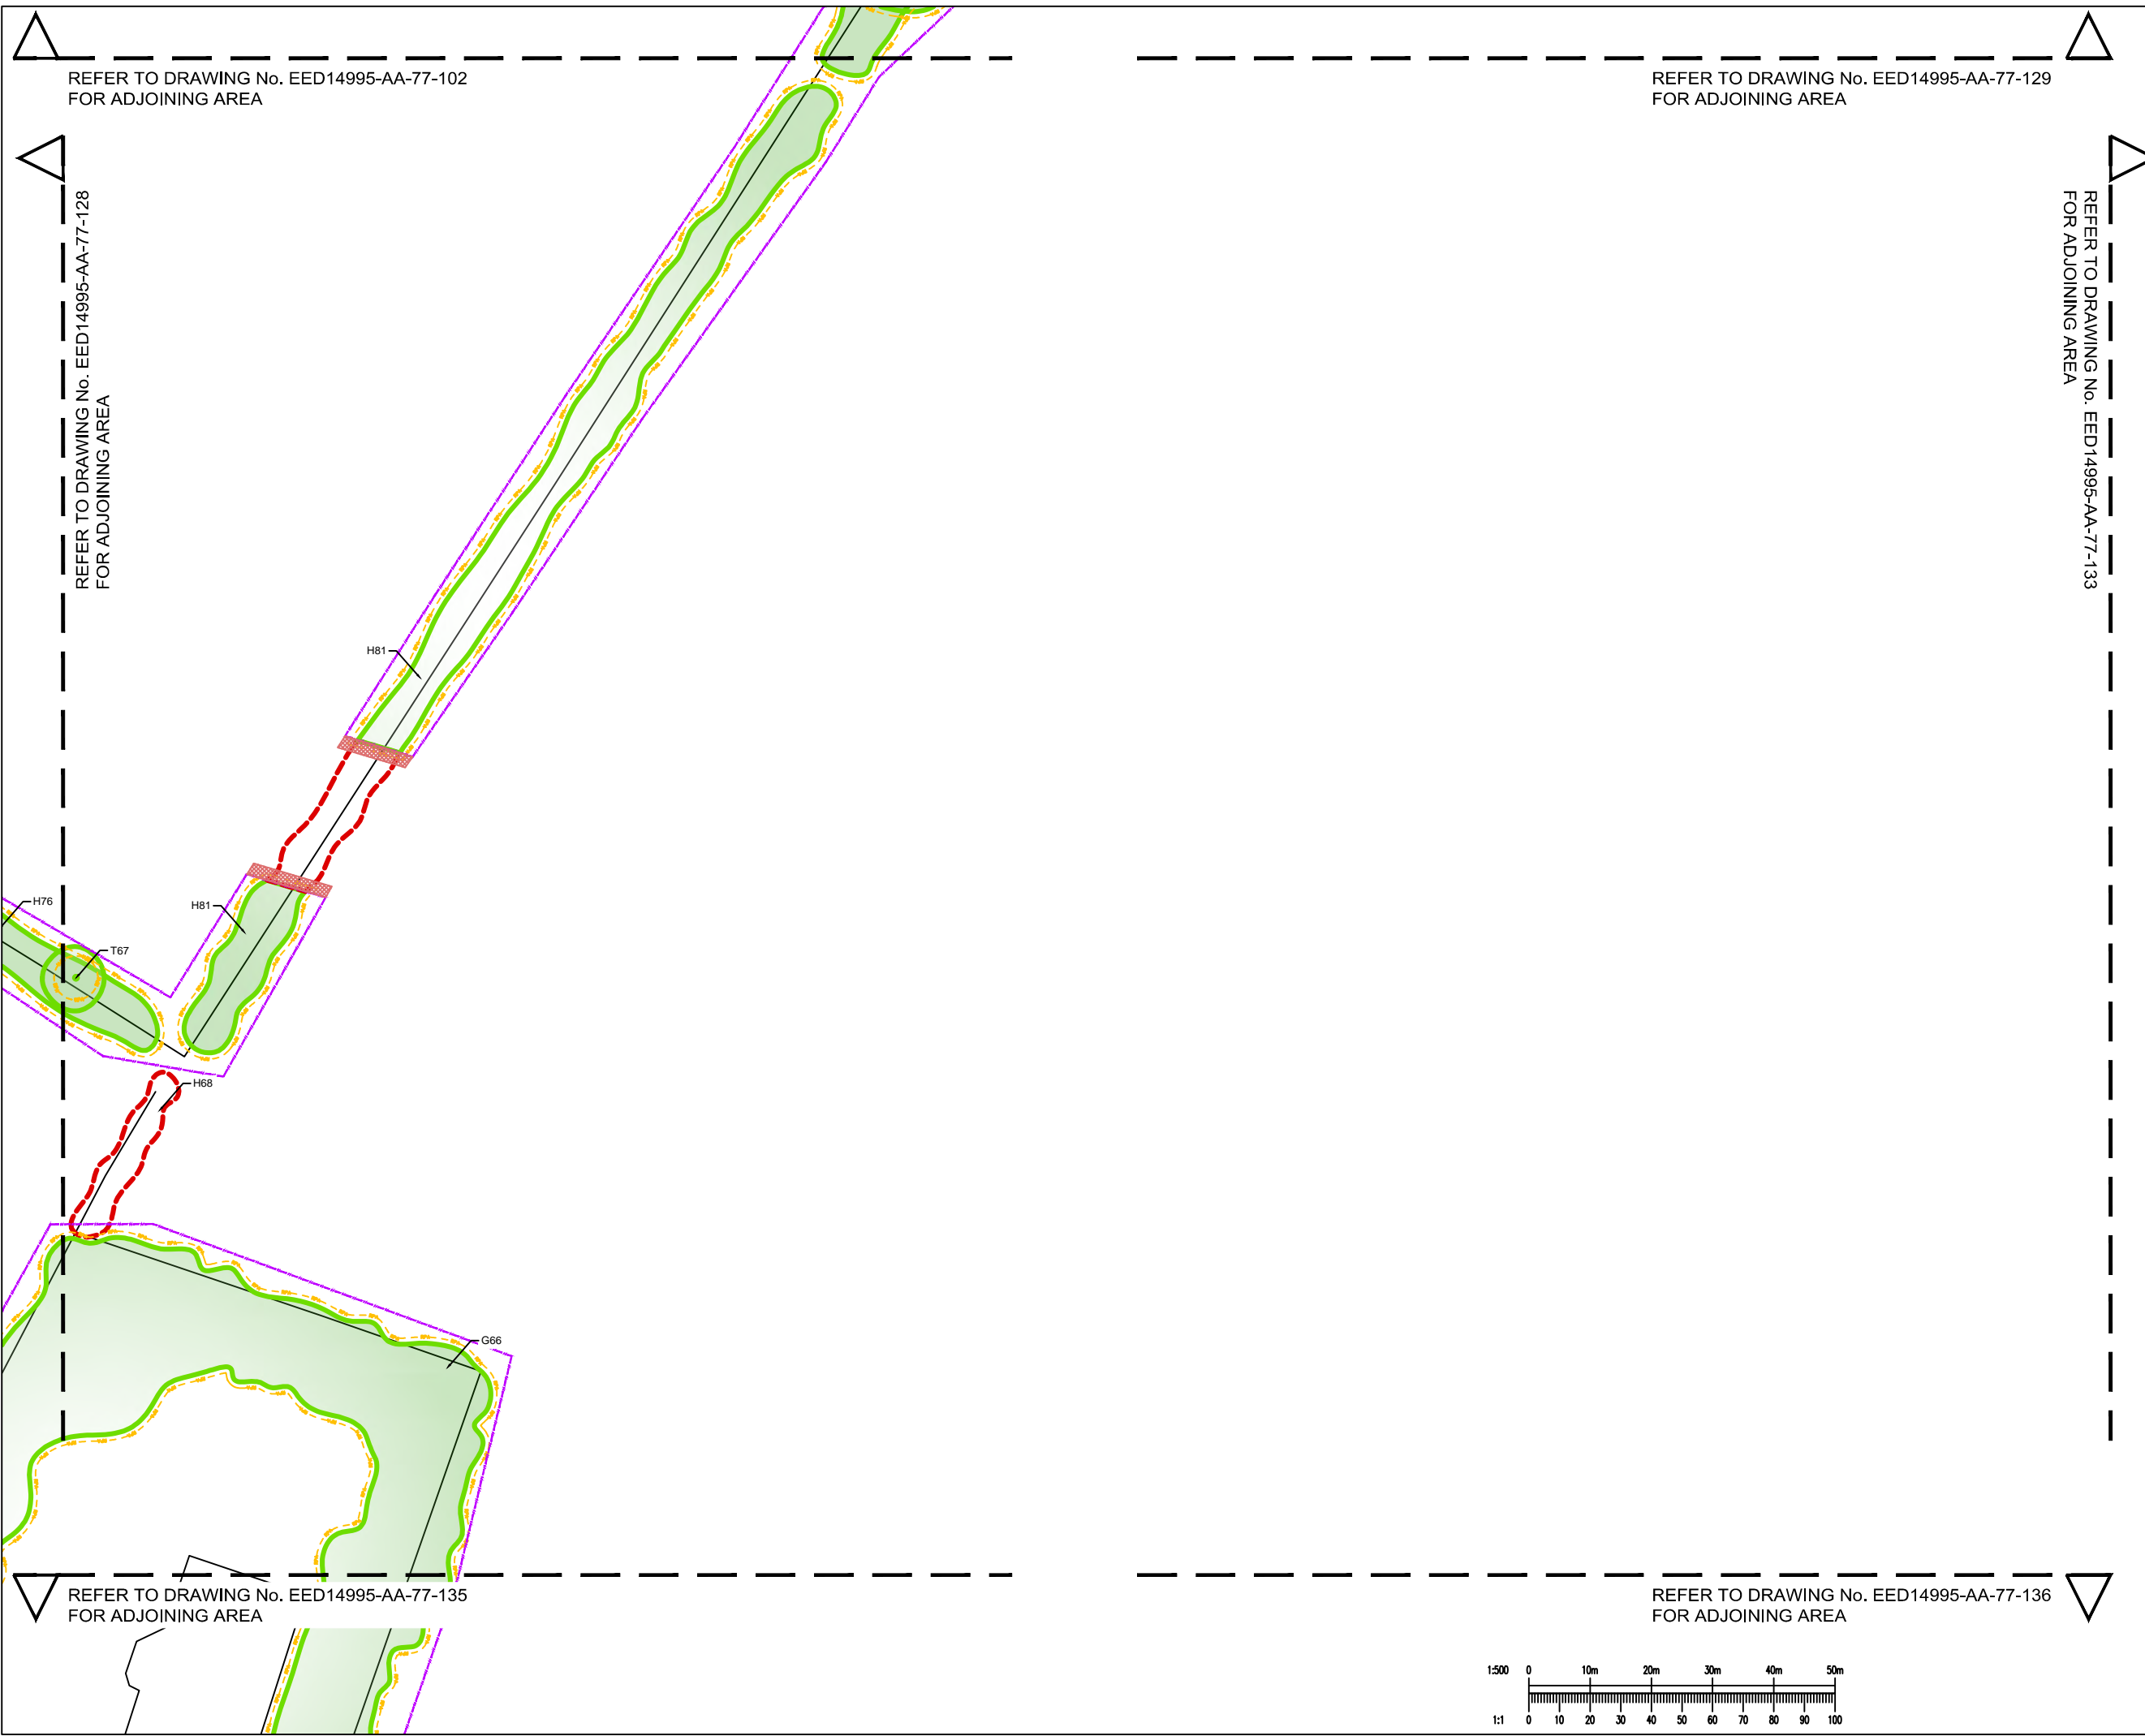 REFER TO DRAWING No. EED14995-AA-77-102
FOR ADJOINING AREA
REFER TO DRAWING No. EED14995-AA-77-129
FOR ADJOINING AREA
REFER TO DRAWING No. EED14995-AA-77-128
FOR ADJOINING AREA
REFER TO DRAWING No. EED14995-AA-77-133
FOR ADJOINING AREA
H81
H76
H81
T67
H68
G66
REFER TO DRAWING No. EED14995-AA-77-135
FOR ADJOINING AREA
REFER TO DRAWING No. EED14995-AA-77-136
FOR ADJOINING AREA
1:500 0 10m 20m 30m 40m 50m
1:1 0 10 20 30 40 50 60 70 80 90 100